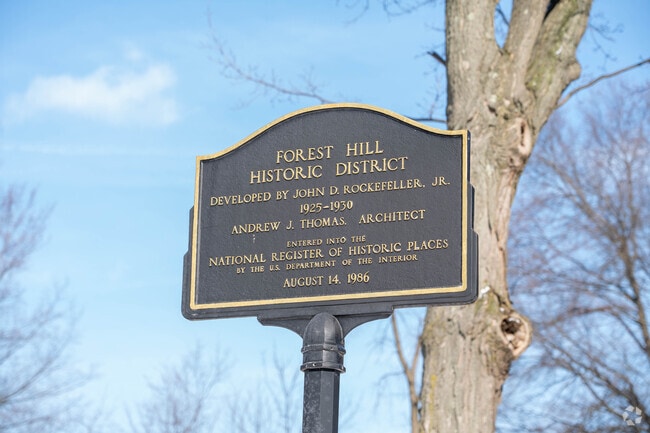 FOREST HILL
HISTORIC DISTRICT
DEVELOPED BY JOHN D. ROCKEFELLER, JR.
1925-1930
ANDREW J. THOMAS, ARCHITECT
ENTERED INTO THE
NATIONAL REGISTER OF HISTORIC PLACES
BY THE U.S. DEPARTMENT OF THE INTERIOR
AUGUST 14, 1986